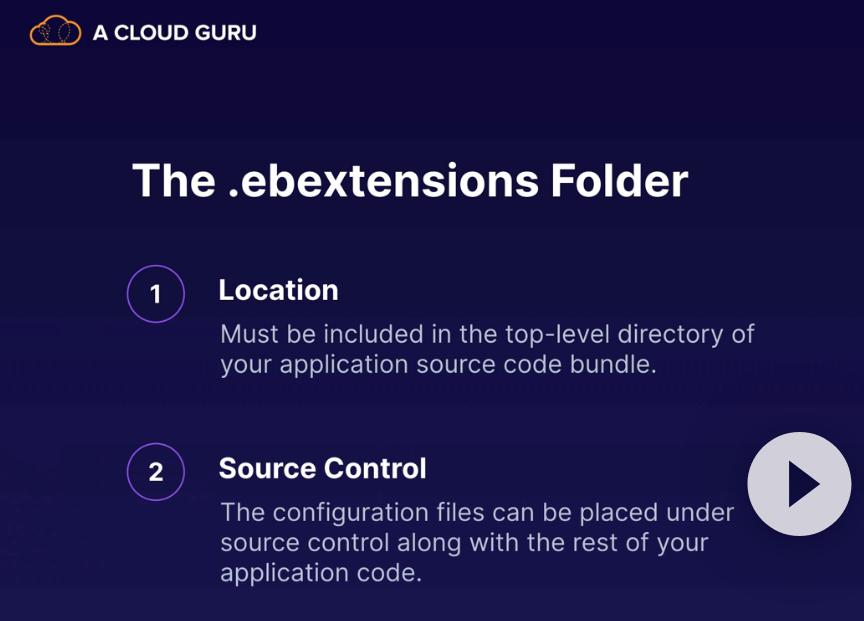 A CLOUD GURU
The .ebextensions Folder
1
Location
Must be included in the top-level directory of
your application source code bundle.
2
Source Control
The configuration files can be placed under
source control along with the rest of your
application code.